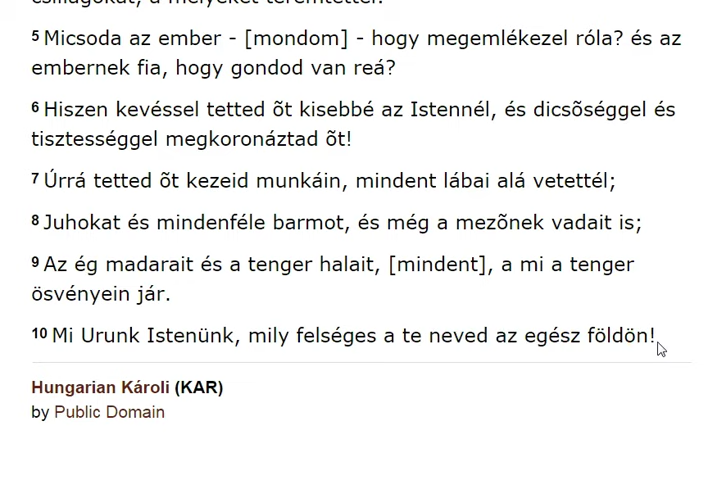 csillagokat, a melyeket teremtettél:
5 Micsoda az ember - [mondom] - hogy megemlékezel róla? és az
embernek fia, hogy gondod van reá?
6 Hiszen kevéssel tetted õt kisebbé az Istennél, és dicsõséggel és
tisztességgel megkoronáztad õt!
7 Úrrá tetted õt kezeid munkáin, mindent lábai alá vetettél;
8 Juhokat és mindenféle barmot, és még a mezõnek vadait is;
9 Az ég madarait és a tenger halait, [mindent], a mi a tenger
ösvényein jár.
10 Mi Urunk Istenünk, mily felséges a te neved az egész földön!
Hungarian Károli (KAR)
by Public Domain